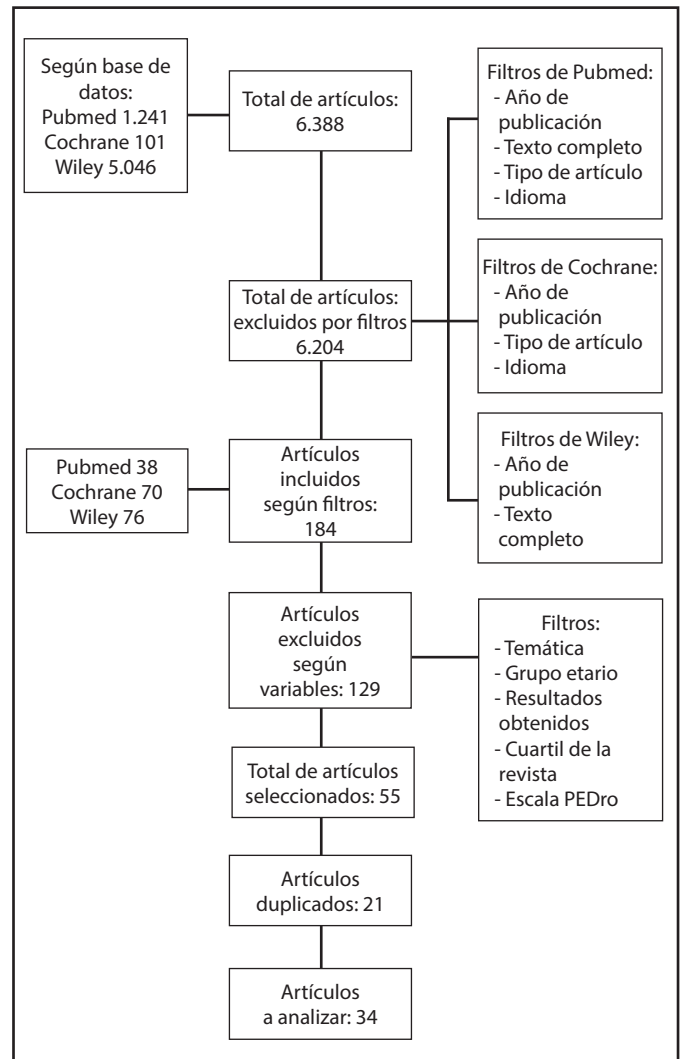 Según base de
datos:
Pubmed 1.241
Cochrane 101
Wiley 5.046
Total de artículos:
6.388
Filtros de Pubmed:
- Año de
publicación
- Texto completo
- Tipo de artículo
- Idioma
Total de artículos:
excluidos por filtros
6.204
Filtros de Cochrane:
- Año de
publicación
- Tipo de artículo
- Idioma
Filtros de Wiley:
- Año de
publicación
- Texto
completo
Pubmed 38
Cochrane 70
Wiley 76
Artículos
incluidos
según filtros:
184
Artículos
excluidos
según
variables: 129
Filtros:
- Temática
- Grupo etario
- Resultados
obtenidos
- Cuartil de la
revista
- Escala PEDro
Total de artículos
seleccionados: 55
Artículos
duplicados: 21
Artículos
a analizar: 34